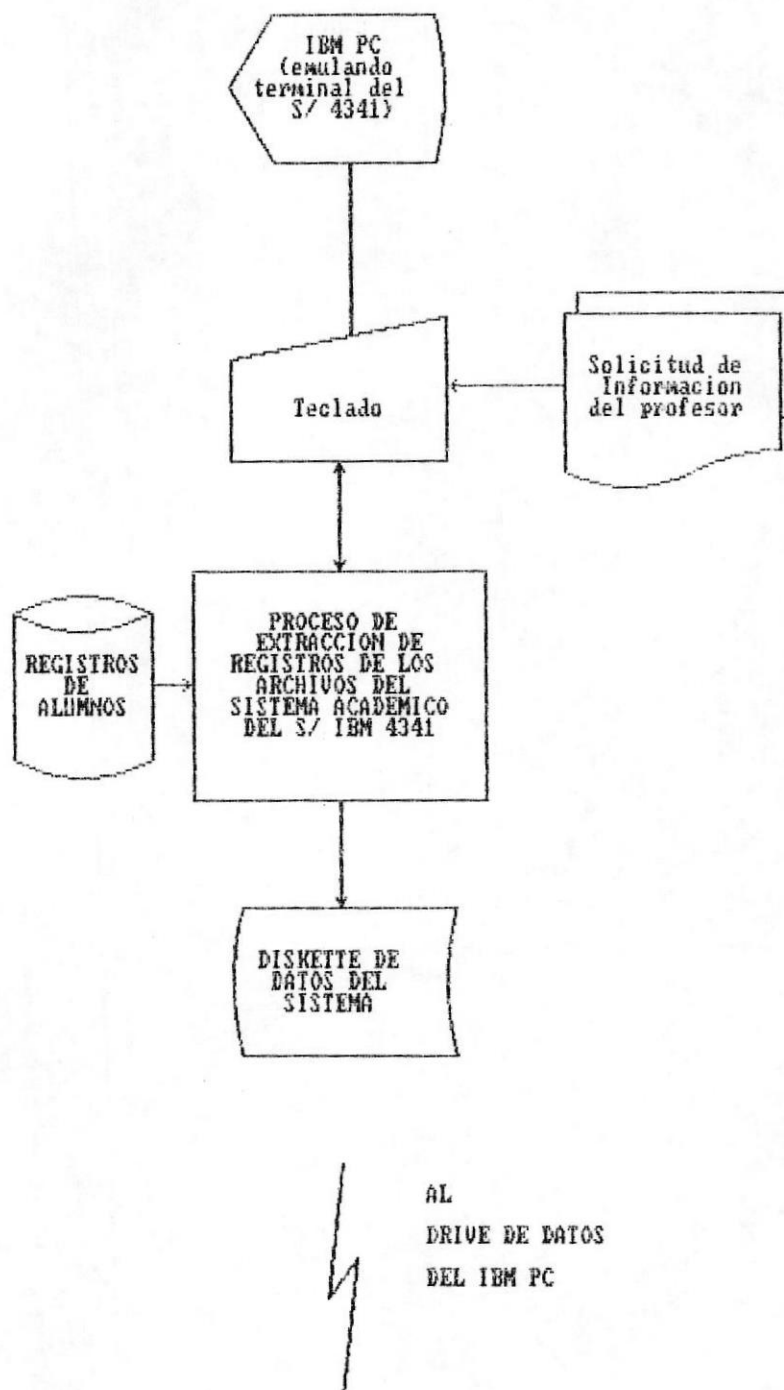 IBM PC
(emulando
terminal del
S/ 4341)
Solicitud de
Informacion
del profesor
Teclado
REGISTROS
DE
ALUMNOS
PROCESO DE
EXTRACCION DE
REGISTROS DE LOS
ARCHIVOS DEL
SISTEMA ACADEMICO
DEL S/ IBM 4341
DISKETTE DE
DATOS DEL
SISTEMA
AL
DRIVE DE DATOS
DEL IBM PC